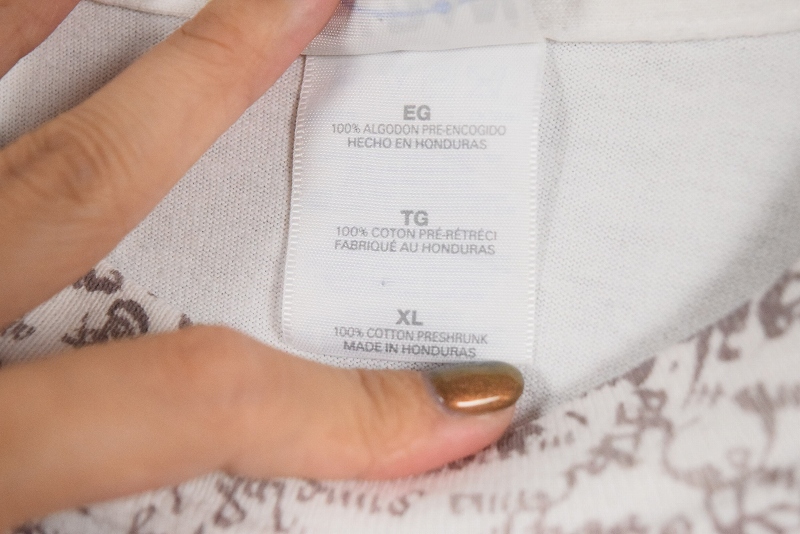 EG
100% ALGODON PRE-ENCOGIDO
HECHO EN HONDURAS
TG
100% COTON PRÉ-RÉTRÉCI
FABRIQUÉ AU HONDURAS
XL
100% COTTON PRESHRUNK
MADE IN HONDURAS